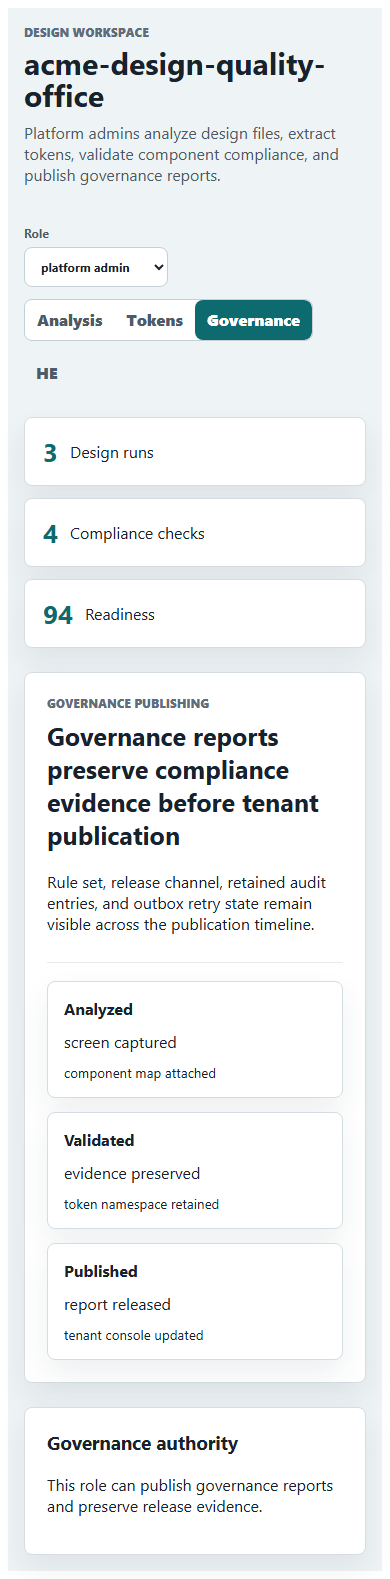 DESIGN WORKSPACE
acme-design-quality-
office
Platform admins analyze design files, extract
tokens, validate component compliance, and
publish governance reports.
Role
platform admin
Analysis Tokens Governance
HE
3 Design runs
4 Compliance checks
94 Readiness
GOVERNANCE PUBLISHING
Governance reports
preserve compliance
evidence before tenant
publication
Rule set, release channel, retained audit
entries, and outbox retry state remain
visible across the publication timeline.
Analyzed
screen captured
component map attached
Validated
evidence preserved
token namespace retained
Published
report released
tenant console updated
Governance authority
This role can publish governance reports
and preserve release evidence.